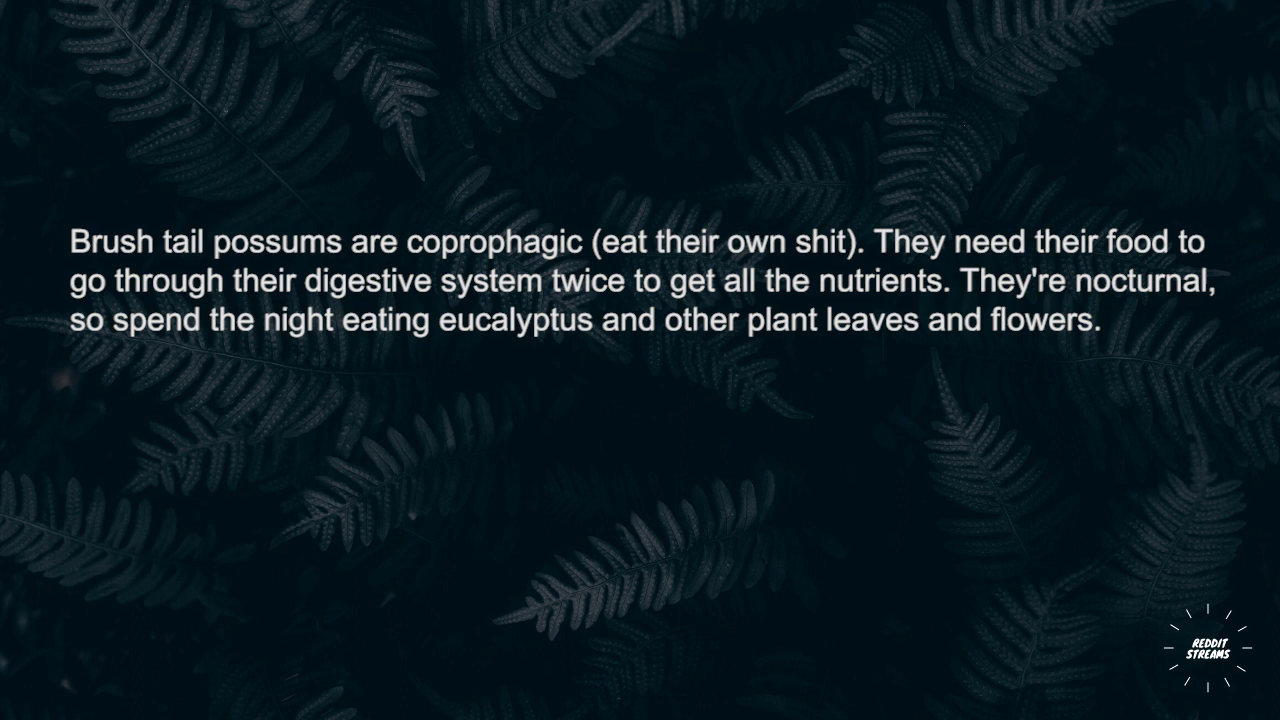 Brush tail possums are coprophagic (eat their own shit). They need their food to
go through their digestive system twice to get all the nutrients. They're nocturnal,
so spend the night eating eucalyptus and other plant leaves and flowers.
REDDIT
STREAMS